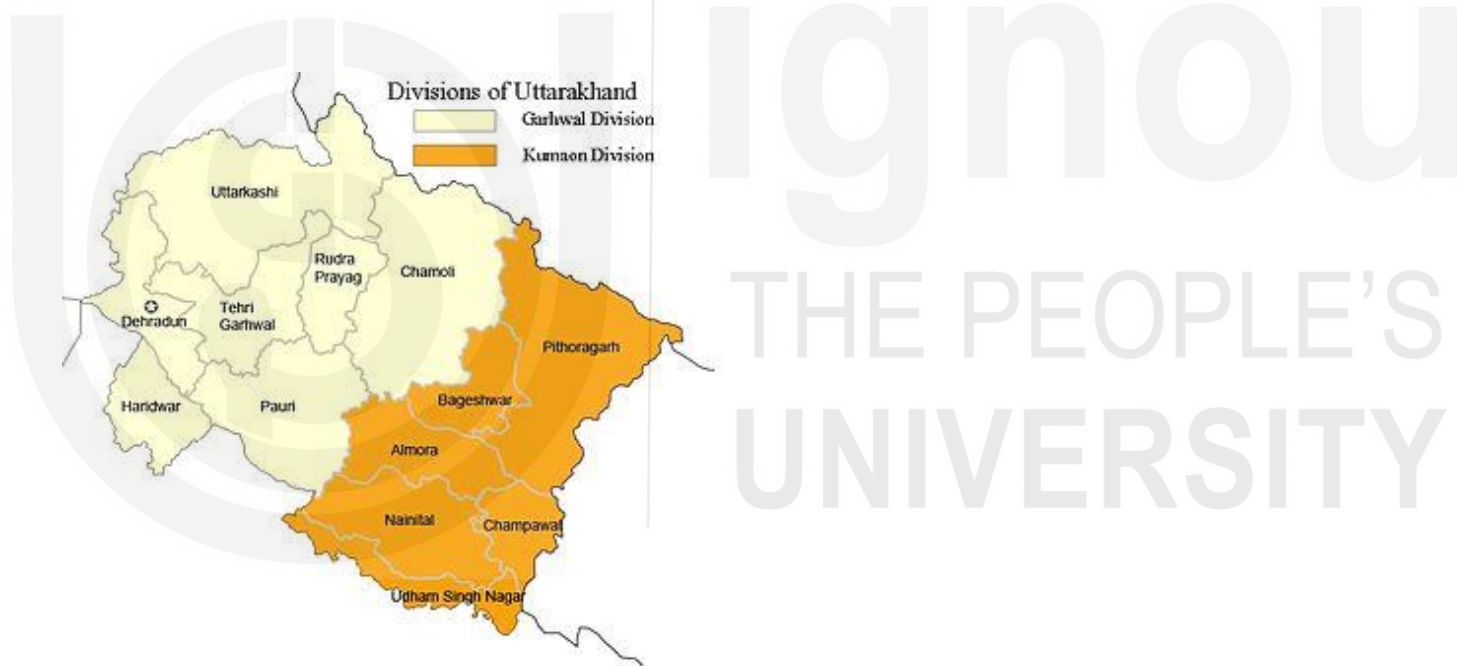 ignou
THE PEOPLE'S
UNIVERSITY
Divisions of Uttarakhand
Garhwal Division
Kumaon Division
Uttarkashi
Rudra
Prayag
Chamoli
Tehri
Garhwal
Dehradun
Pithoragarh
Haridwar
Pauri
Bageshwar
Almora
Nainital
Champawat
Udham Singh Nagar